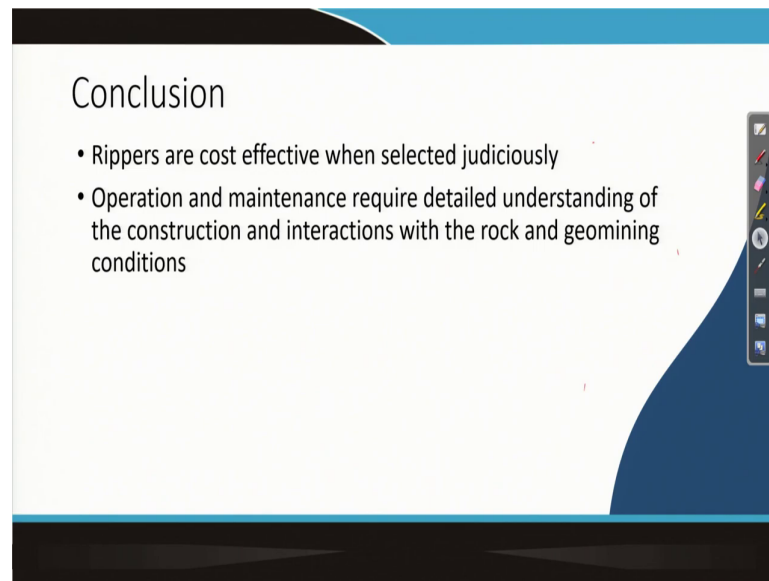 Conclusion
• Rippers are cost effective when selected judiciously
• Operation and maintenance require detailed understanding of
the construction and interactions with the rock and geomining
conditions